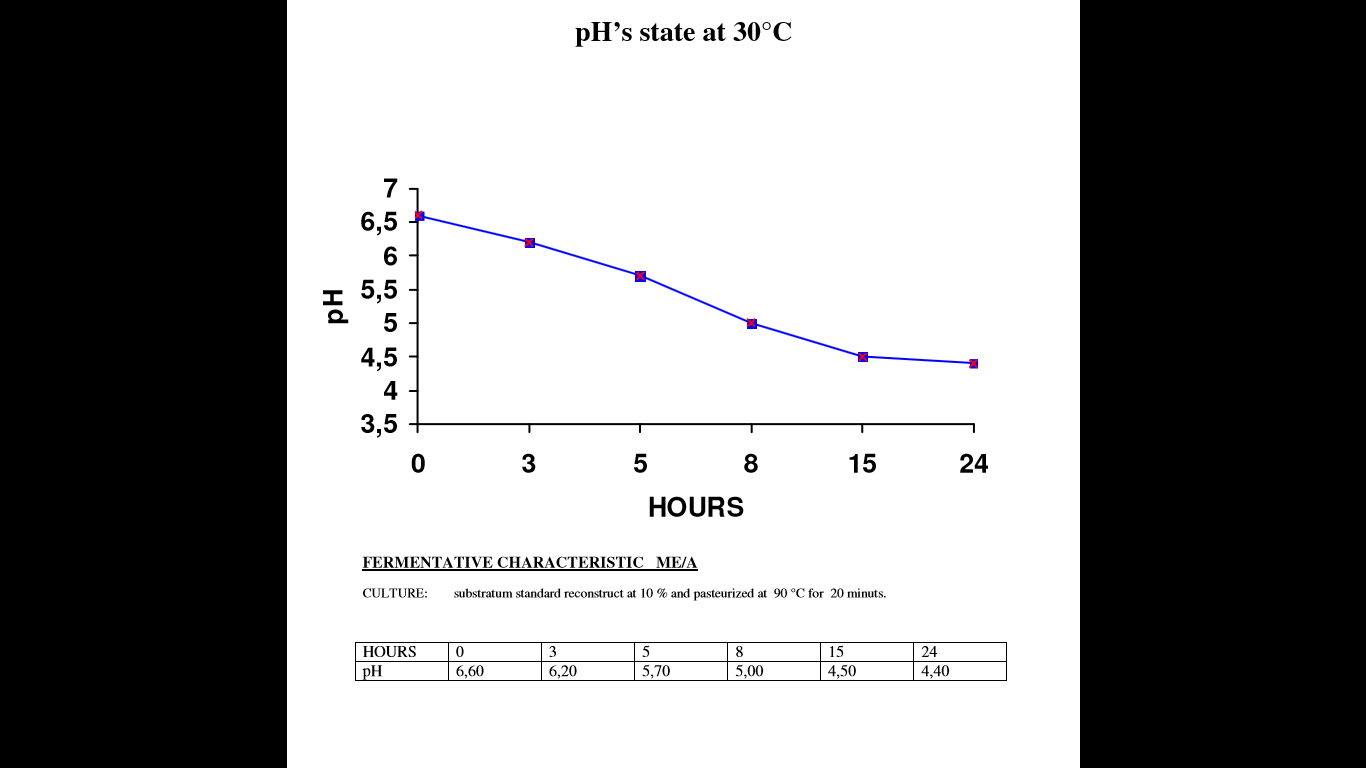 pH’s state at 30°C
7
6,5
6
5,5
5
4,5
4
3,5
pH
0 3 5 8 15 24
HOURS
FERMENTATIVE CHARACTERISTIC ME/A
CULTURE: substratum standard reconstruct at 10 % and pasteurized at 90 °C for 20 minuts.
HOURS 0 3 5 8 15 24
pH 6,60 6,20 5,70 5,00 4,50 4,40